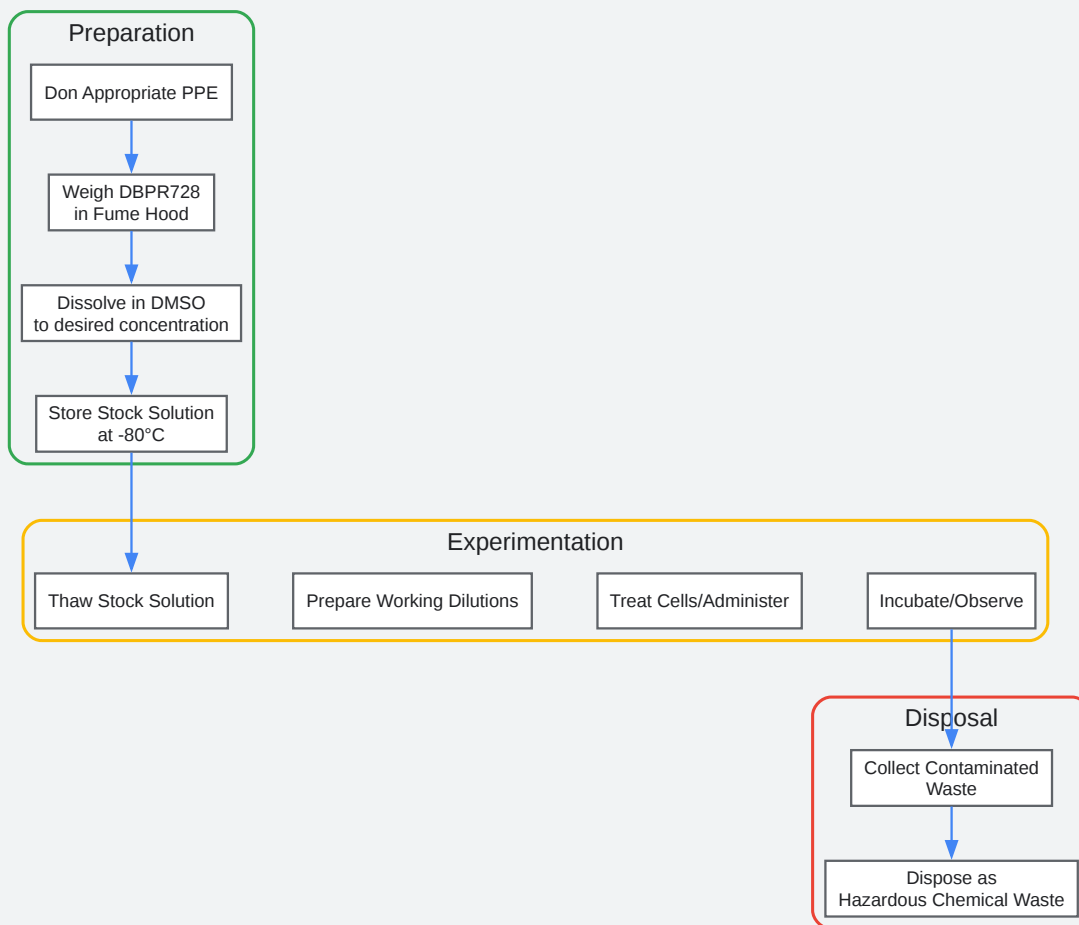 Preparation
Don Appropriate PPE
Weigh DBPR728
in Fume Hood
Dissolve in DMSO
to desired concentration
Store Stock Solution
at -80°C
Experimentation
Thaw Stock Solution
Prepare Working Dilutions
Treat Cells/Administer
Incubate/Observe
Disposal
Collect Contaminated
Waste
Dispose as
Hazardous Chemical Waste